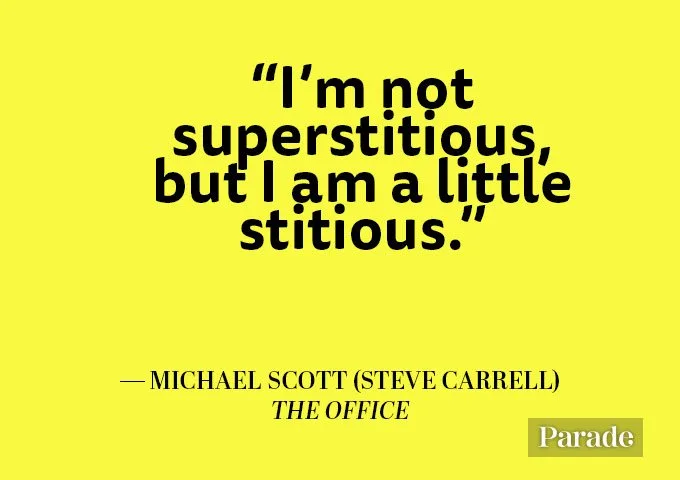 “I’m not
superstitious,
but I am a little
stitious.”
— MICHAEL SCOTT (STEVE CARRELL)
THE OFFICE
Parade